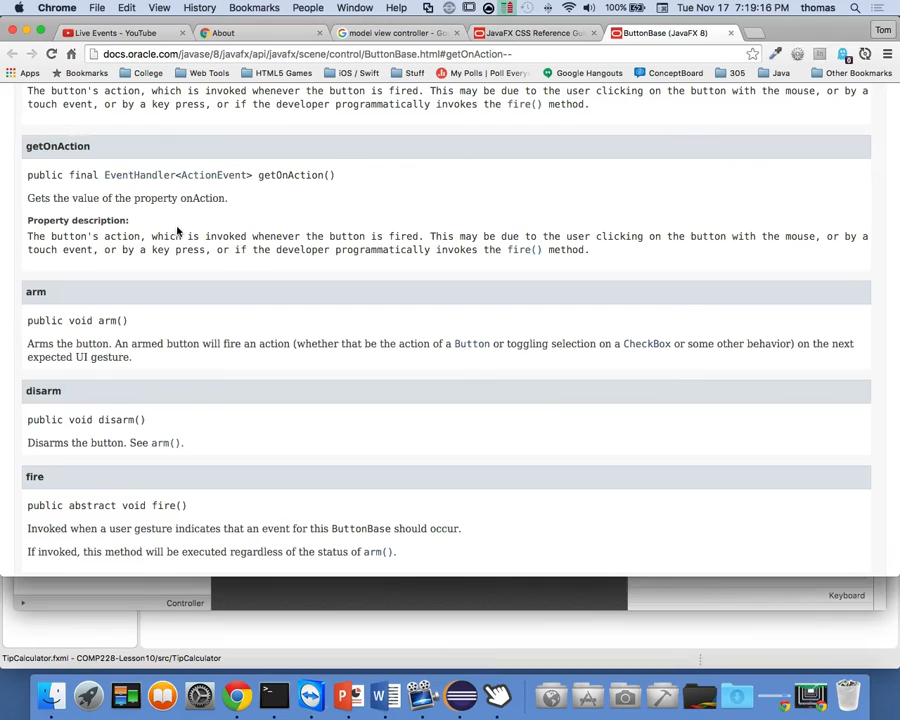 Chrome File Edit View History Bookmarks People Window Help 100% Tue Nov 17 7:19:16 PM thomas
Live Events - YouTube About model view controller - Go JavaFX CSS Reference Gui ButtonBase (JavaFX 8) Tom
docs.oracle.com/javase/8/javafx/api/javafx/scene/control/ButtonBase.html#getOnAction--
Apps Bookmarks College Web Tools HTML5 Games iOS / Swift Stuff My Polls | Poll Every Google Hangouts ConceptBoard 305 Java Other Bookmarks
The button's action, which is invoked whenever the button is fired. This may be due to the user clicking on the button with the mouse, or by a
touch event, or by a key press, or if the developer programmatically invokes the fire() method.
getOnAction
public final EventHandler<ActionEvent> getOnAction()
Gets the value of the property onAction.
Property description:
The button's action, which is invoked whenever the button is fired. This may be due to the user clicking on the button with the mouse, or by a
touch event, or by a key press, or if the developer programmatically invokes the fire() method.
arm
public void arm()
Arms the button. An armed button will fire an action (whether that be the action of a Button or toggling selection on a CheckBox or some other behavior) on the next
expected UI gesture.
disarm
public void disarm()
Disarms the button. See arm().
fire
public abstract void fire()
Invoked when a user gesture indicates that an event for this ButtonBase should occur.
If invoked, this method will be executed regardless of the status of arm().
Keyboard
Controller
TipCalculator.fxml - COMP228-Lesson10/src/TipCalculator